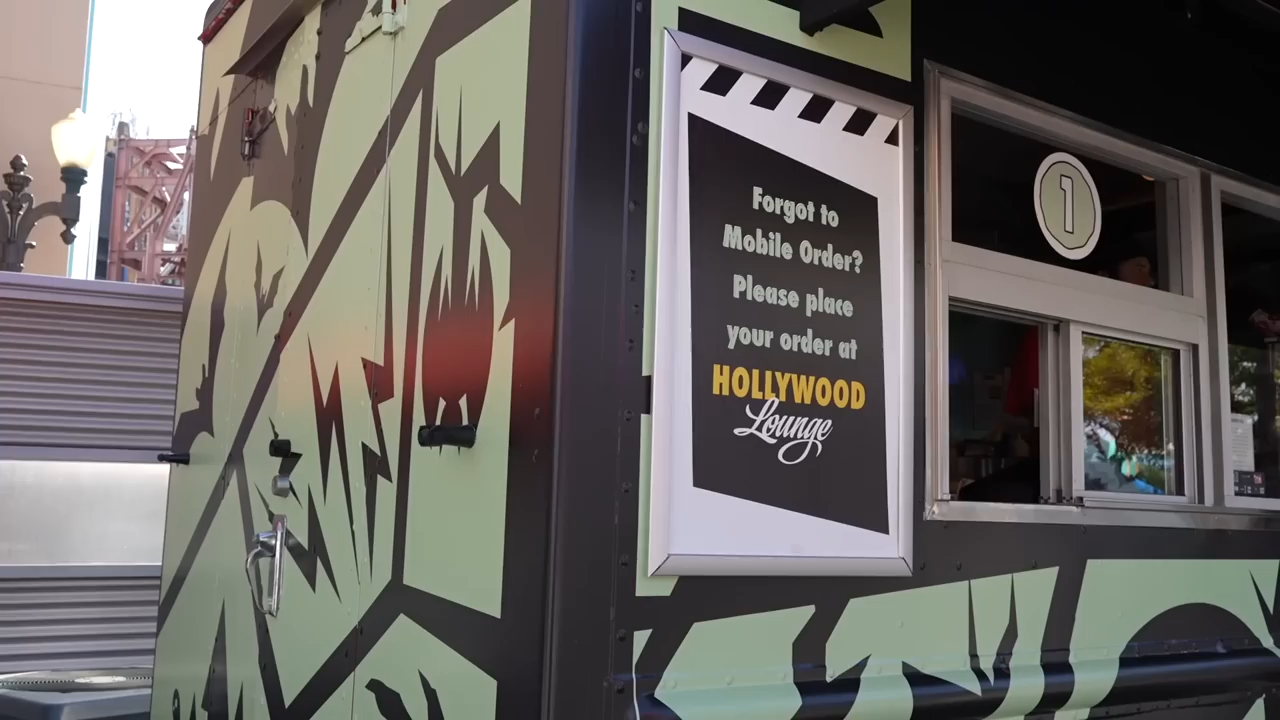 Forgot to
Mobile Order?
Please place
your order at
HOLLYWOOD
Lounge
1